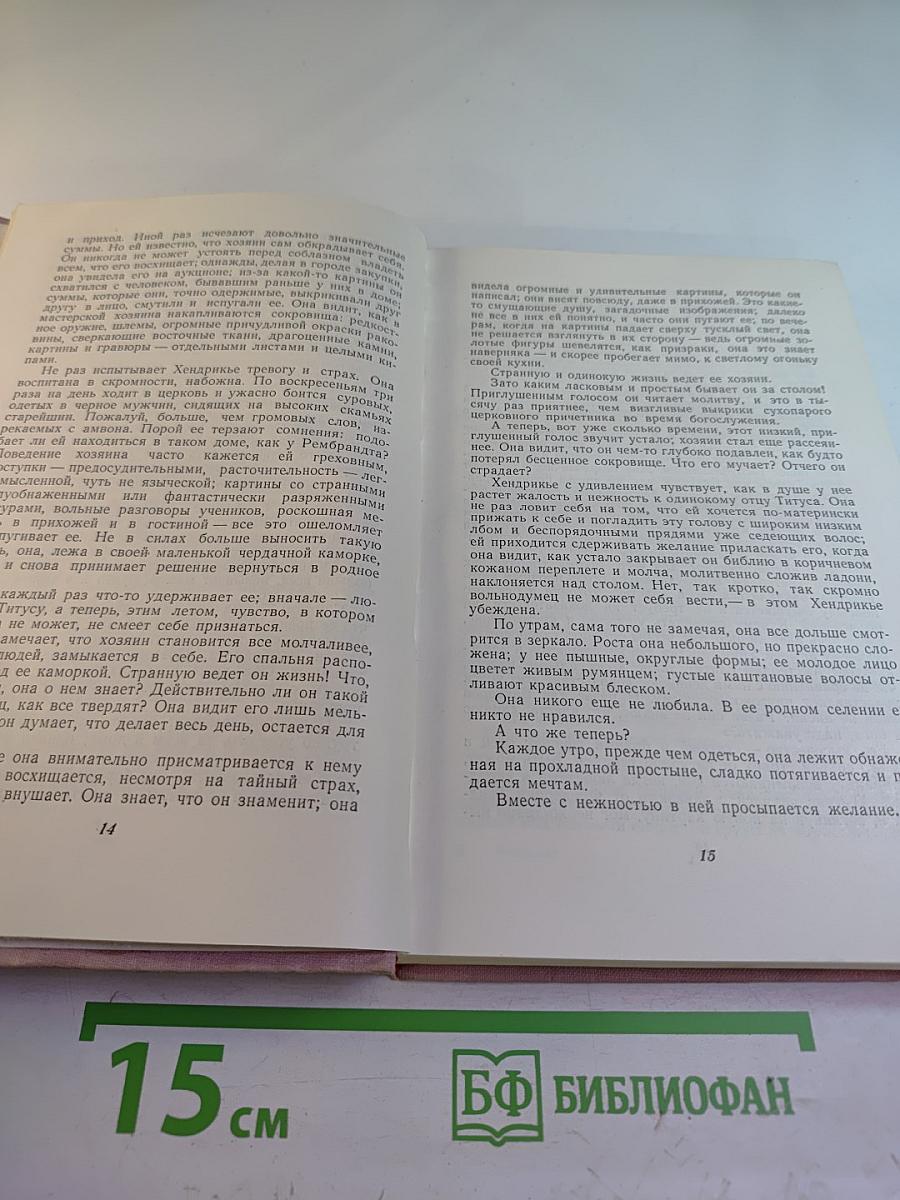 и приход. Иной раз исчезают довольно значительные
суммы. Но ей известно, что хозяин сам обкрадывает себя.
Он никогда не может устоять перед соблазном владеть
всем, что его восхищает; однажды, делая в городе закупки,
она увидела его на аукционе; из-за какой-то картины он
схватился с человеком, бывавшим раньше у них в доме;
суммы, которые они, точно одержимые, выкрикивали друг
другу в лицо, смутили и испугали ее. Она видит, как в
мастерской хозяина накапливаются сокровища: редкост-
ное оружие, шлемы, огромные причудливой окраски рако-
вины, сверкающие восточные ткани, драгоценные камни,
картины и гравюры — отдельными листами и целыми ки-
пами.
Не раз испытывает Хендрикье тревогу и страх. Она
воспитана в скромности, набожна. По воскресеньям три
раза на день ходит в церковь и ужасно боится суровых,
одетых в черное мужчин, сидящих на высоких скамьях
старейшин. Пожалуй, больше, чем громовых слов, из-
рекаемых с амвона. Порой ее терзают сомнения: подо-
бает ли ей находиться в таком доме, как у Рембрандта?
Поведение хозяина часто кажется ей греховным,
оступки — предосудительными, расточительность — лег-
мысленной, чуть не языческой; картины со странными
луобнаженными или фантастически разряженными
урами, вольные разговоры учеников, роскошная ме-
ь в прихожей и в гостиной — все это ошеломляет
пугивает ее. Не в силах больше выносить такую
ь, она, лежа в своей маленькой чердачной каморке,
и снова принимает решение вернуться в родное
каждый раз что-то удерживает ее; вначале — лю-
Титусу, а теперь, этим летом, чувство, в котором
а не может, не смеет себе признаться.
амечает, что хозяин становится все молчаливее,
людей, замыкается в себе. Его спальня распо-
д ее каморкой. Странную ведет он жизнь! Что,
, она о нем знает? Действительно ли он такой
ц, как все твердят? Она видит его лишь мель-
он думает, что делает весь день, остается для
е она внимательно присматривается к нему
восхищается, несмотря на тайный страх,
внушает. Она знает, что он знаменит; она
14
видела огромные и удивительные картины, которые он
написал; они висят повсюду, даже в прихожей. Это какие-
то смущающие душу, загадочные изображения; далеко
не все в них ей понятно, и часто они пугают ее; по вече-
рам, когда на картины падает сверху тусклый свет, она
не решается взглянуть в их сторону — ведь огромные зо-
лотые фигуры шевелятся, как призраки, она это знает
наверняка — и скорее пробегает мимо, к светлому огоньку
своей кухни.
Странную и одинокую жизнь ведет ее хозяин.
Зато каким ласковым и простым бывает он за столом!
Приглушенным голосом он читает молитву, и это в ты-
сячу раз приятнее, чем визгливые выкрики сухопарого
церковного причетника во время богослужения.
А теперь, вот уже сколько времени, этот низкий, при-
глушенный голос звучит устало; хозяин стал еще рассеян-
нее. Она видит, что он чем-то глубоко подавлен, как будто
потерял бесценное сокровище. Что его мучает? Отчего он
страдает?
Хендрикье с удивлением чувствует, как в душе у нее
растет жалость и нежность к одинокому отцу Титуса. Она
не раз ловит себя на том, что ей хочется по-матерински
прижать к себе и погладить эту голову с широким низким
лбом и беспорядочными прядями уже седеющих волос;
ей приходится сдерживать желание приласкать его, когда
она видит, как устало закрывает он библию в коричневом
кожаном переплете и молча, молитвенно сложив ладони,
наклоняется над столом. Нет, так кротко, так скромно
вольнодумец не может себя вести,— в этом Хендрикье
убеждена.
По утрам, сама того не замечая, она все дольше смот-
рится в зеркало. Роста она небольшого, но прекрасно сло-
жена; у нее пышные, округлые формы; ее молодое лицо
цветет живым румянцем; густые каштановые волосы от-
ливают красивым блеском.
Она никого еще не любила. В ее родном селении е
никто не нравился.
А что же теперь?
Каждое утро, прежде чем одеться, она лежит обнаже
ная на прохладной простыне, сладко потягивается и п
дается мечтам.
Вместе с нежностью в ней просыпается желание.
15
15 см
БФ БИБЛИОФАН